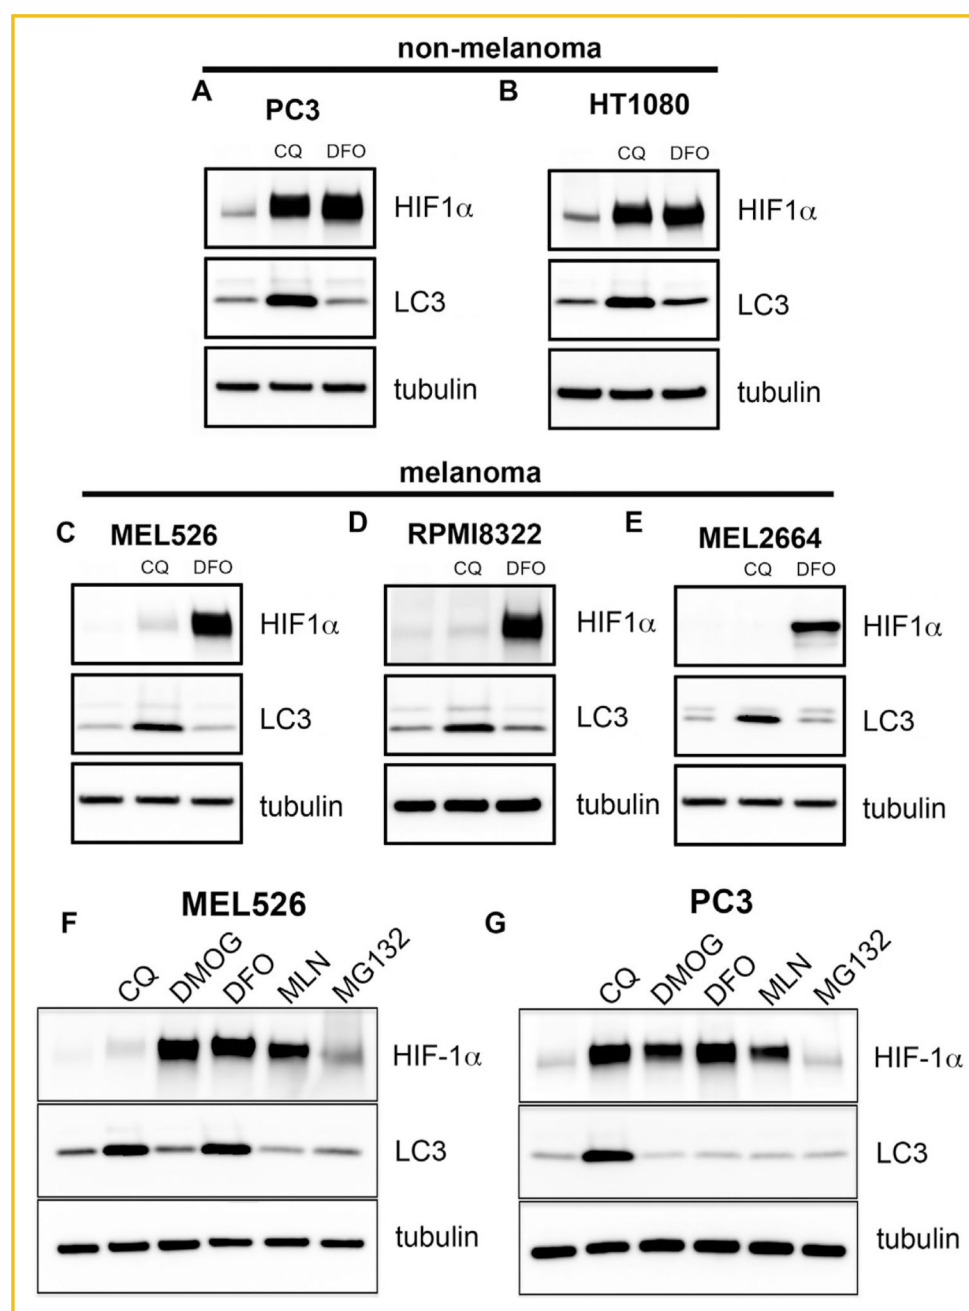 non-melanoma
A
PC3
CQ DFO
HIF1α
LC3
tubulin
B
HT1080
CQ DFO
HIF1α
LC3
tubulin
melanoma
C
MEL526
CQ DFO
HIF1α
LC3
tubulin
D
RPMI8322
CQ DFO
HIF1α
LC3
tubulin
E
MEL2664
CQ DFO
HIF1α
LC3
tubulin
F
MEL526
CQ DMOG DFO MLN MG132
HIF-1α
LC3
tubulin
G
PC3
CQ DMOG DFO MLN MG132
HIF-1α
LC3
tubulin